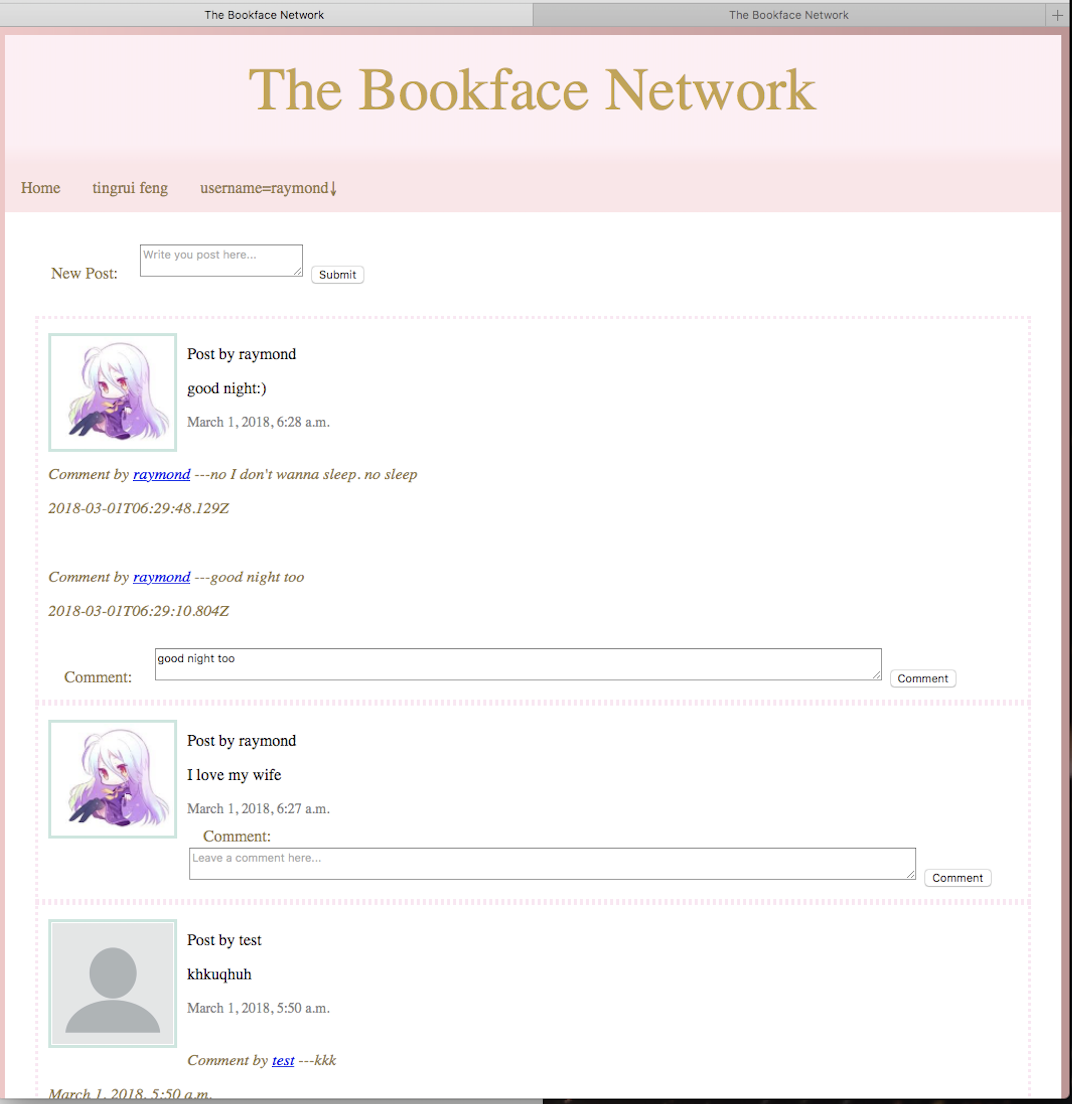 The Bookface Network
The Bookface Network
The Bookface Network
Home tingrui feng username=raymond↓
New Post: Write you post here... Submit
Post by raymond
good night:)
March 1, 2018, 6:28 a.m.
Comment by raymond ---no I don't wanna sleep. no sleep
2018-03-01T06:29:48.129Z
Comment by raymond ---good night too
2018-03-01T06:29:10.804Z
Comment: good night too Comment
Post by raymond
I love my wife
March 1, 2018, 6:27 a.m.
Comment:
Leave a comment here... Comment
Post by test
khkuqhuh
March 1, 2018, 5:50 a.m.
Comment by test ---kkk
March 1, 2018, 5:50 a.m.